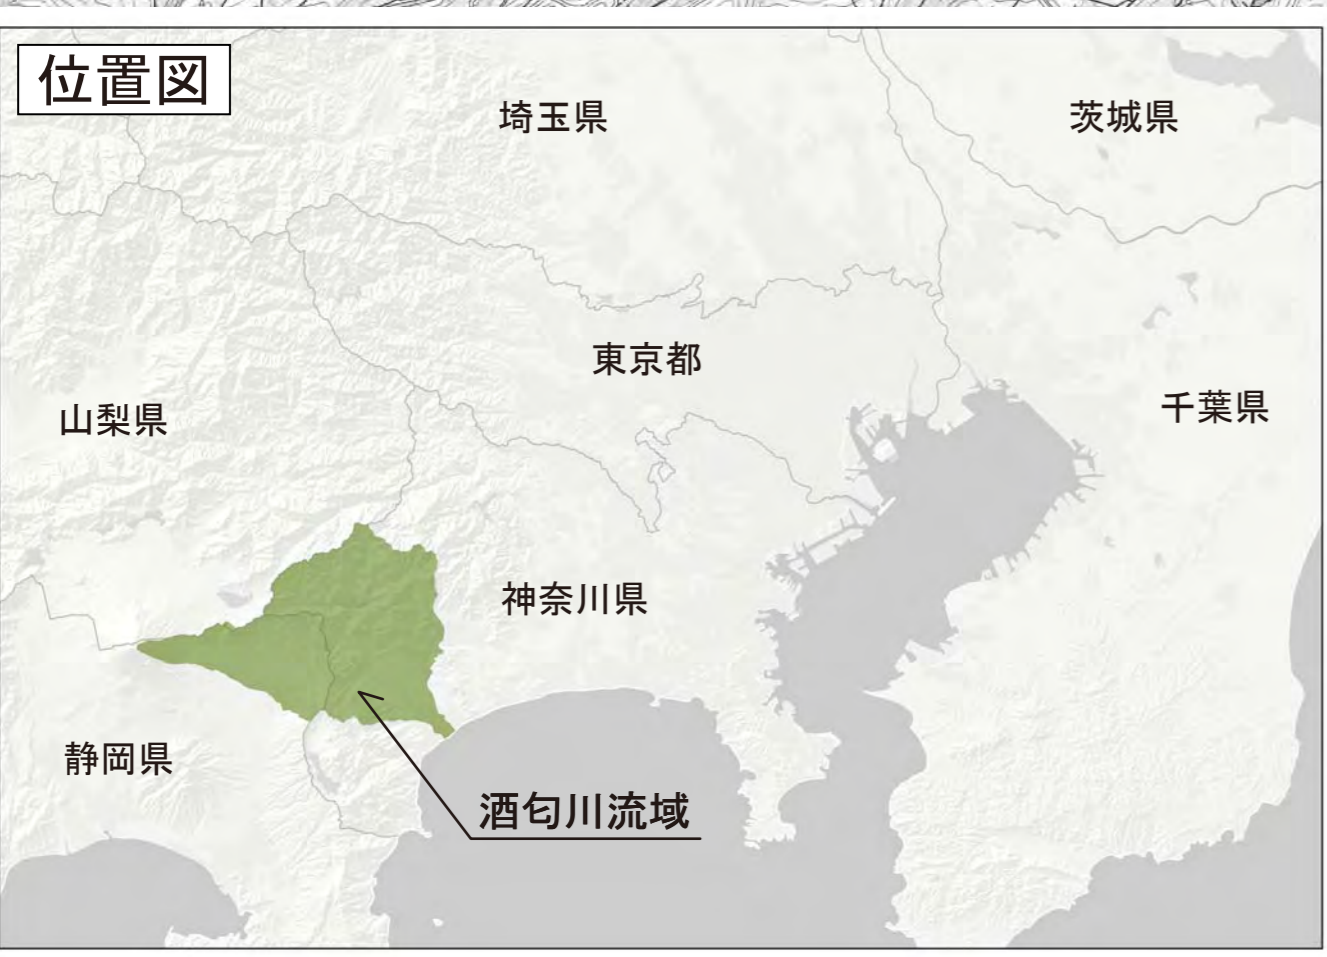 位置図
埼玉県
茨城県
東京都
山梨県
千葉県
神奈川県
静岡県
酒匂川流域